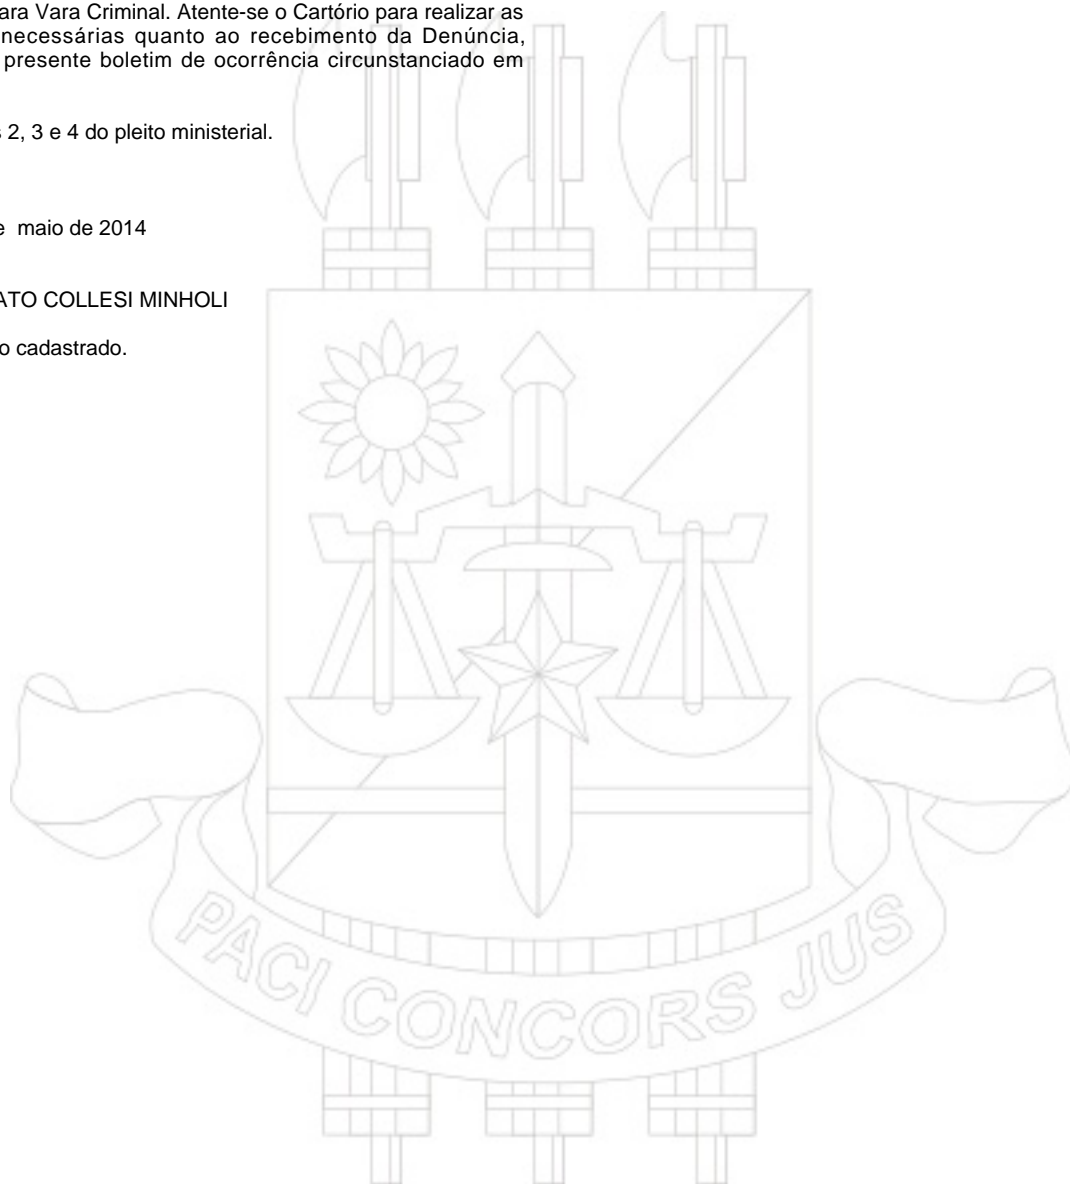 ara Vara Criminal. Atente-se o Cartório para realizar as
necessárias quanto ao recebimento da Denúncia,
presente boletim de ocorrência circunstanciado em
s 2, 3 e 4 do pleito ministerial.
e maio de 2014
ATO COLLESI MINHOLI
o cadastrado.
PACI CONCORS JUS